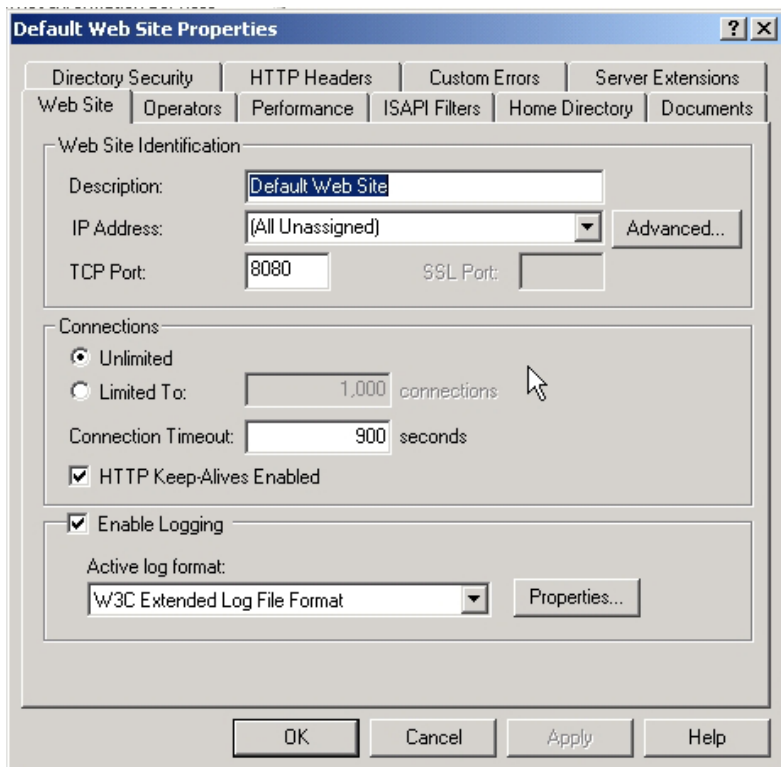 Default Web Site Properties
Directory Security HTTP Headers Custom Errors Server Extensions
Web Site Operators Performance ISAPI Filters Home Directory Documents
Web Site Identification
Description: Default Web Site
IP Address: (All Unassigned) Advanced...
TCP Port: 8080 SSL Port:
Connections
Unlimited
Limited To: 1,000 connections
Connection Timeout: 900 seconds
HTTP Keep-Alives Enabled
Enable Logging
Active log format:
W3C Extended Log File Format Properties...
OK Cancel Apply Help